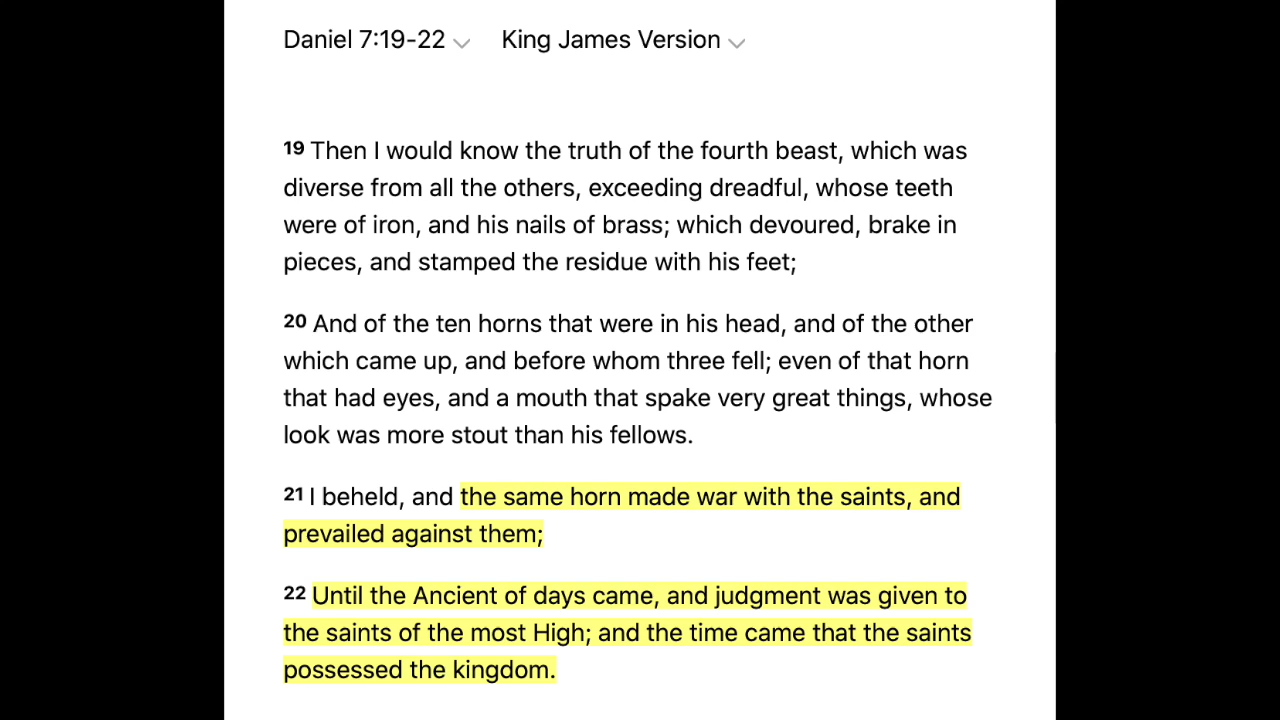 Daniel 7:19-22 King James Version
19 Then I would know the truth of the fourth beast, which was
diverse from all the others, exceeding dreadful, whose teeth
were of iron, and his nails of brass; which devoured, brake in
pieces, and stamped the residue with his feet;
20 And of the ten horns that were in his head, and of the other
which came up, and before whom three fell; even of that horn
that had eyes, and a mouth that spake very great things, whose
look was more stout than his fellows.
21 I beheld, and the same horn made war with the saints, and
prevailed against them;
22 Until the Ancient of days came, and judgment was given to
the saints of the most High; and the time came that the saints
possessed the kingdom.